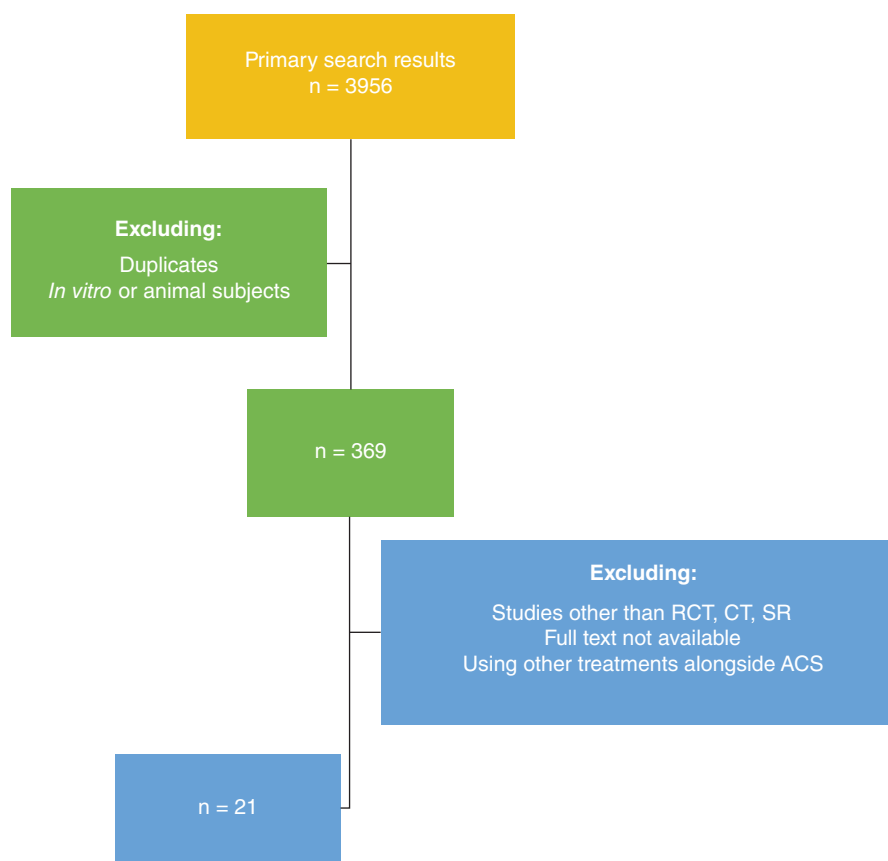 Primary search results
n = 3956
Excluding:
Duplicates
In vitro or animal subjects
n = 369
Excluding:
Studies other than RCT, CT, SR
Full text not available
Using other treatments alongside ACS
n = 21